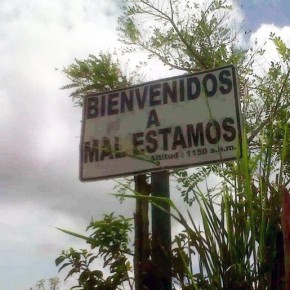 BIENVENIDOS
A
MAL ESTAMOS
Altitud : 1150 s.n.m.